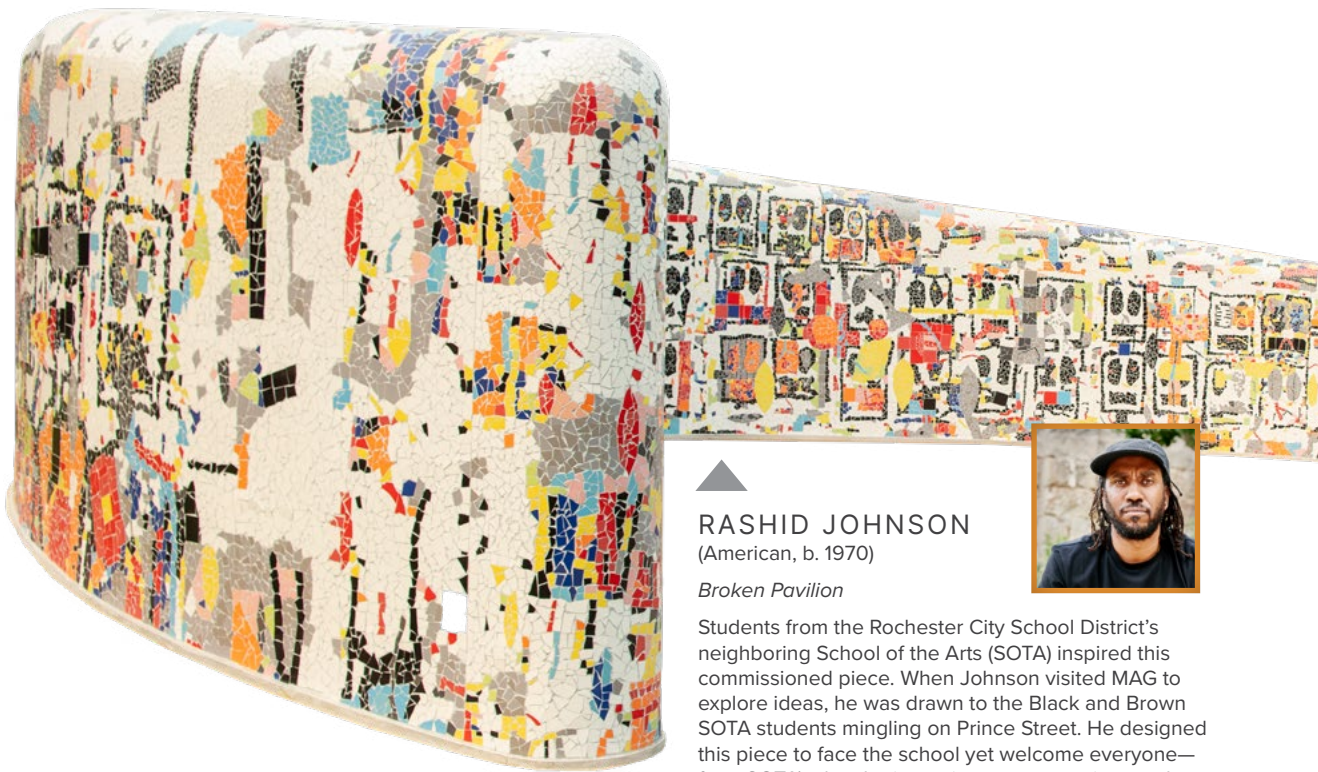 RASHID JOHNSON
(American, b. 1970)
Broken Pavilion
Students from the Rochester City School District’s
neighboring School of the Arts (SOTA) inspired this
commissioned piece. When Johnson visited MAG to
explore ideas, he was drawn to the Black and Brown
SOTA students mingling on Prince Street. He designed
this piece to face the school yet welcome everyone—